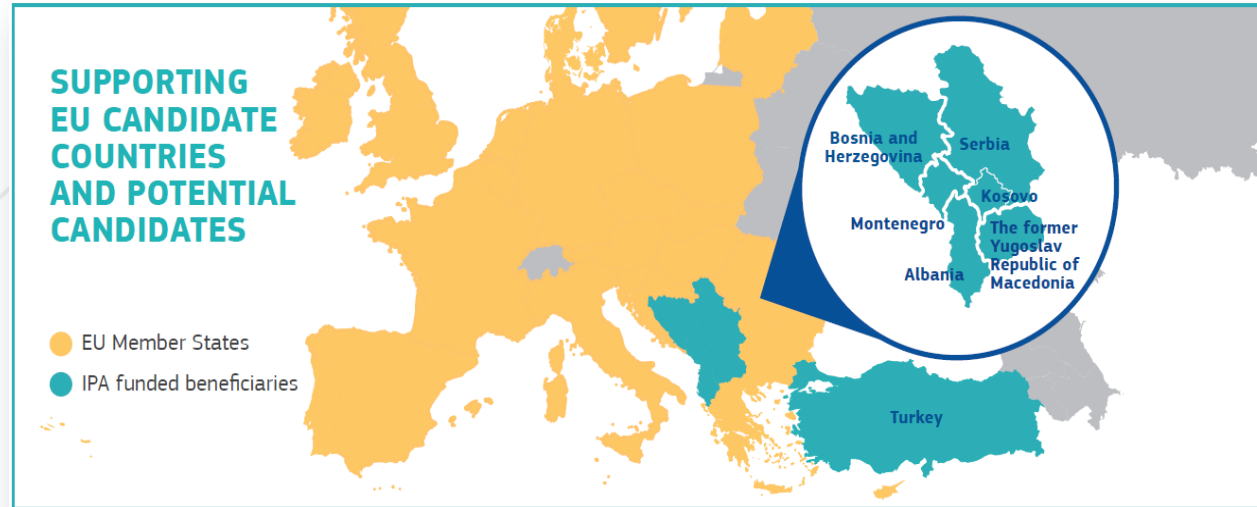 SUPPORTING
EU CANDIDATE
COUNTRIES
AND POTENTIAL
CANDIDATES
EU Member States
IPA funded beneficiaries
Bosnia and
Herzegovina
Serbia
Kosovo
Montenegro
The former
Yugoslav
Republic of
Macedonia
Albania
Turkey